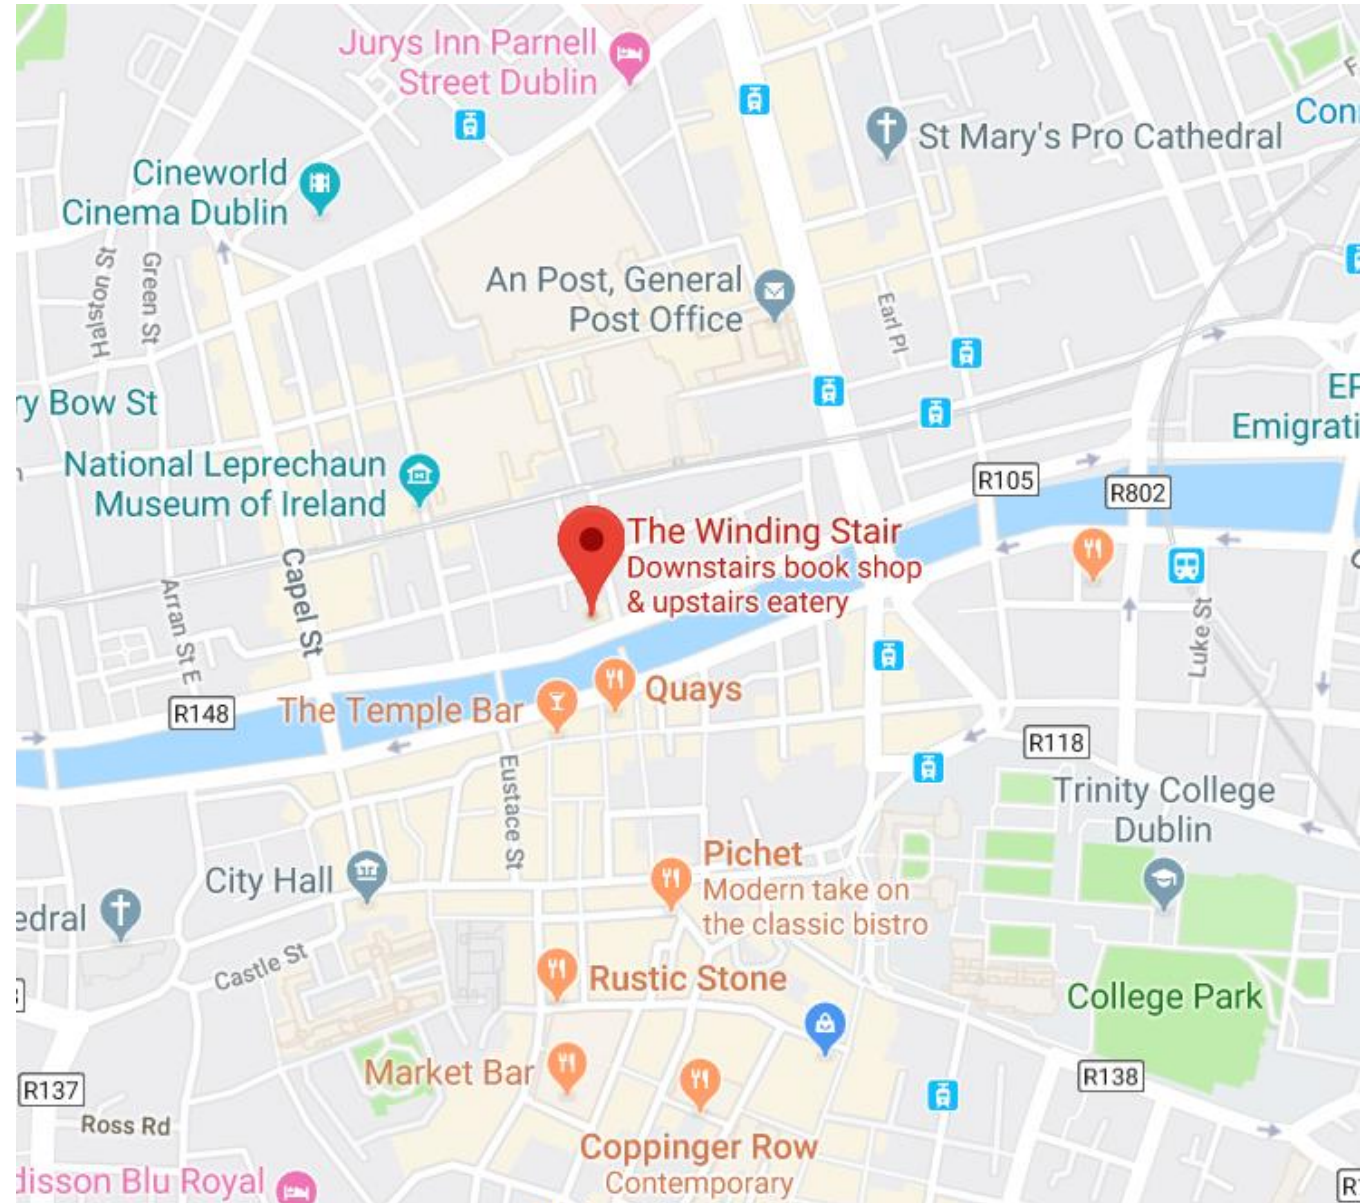 Jurys Inn Parnell
Street Dublin
St Mary's Pro Cathedral
Con
Cineworld
Cinema Dublin
Halston St
Green St
An Post, General
Post Office
Earl Pl
ry Bow St
Emigrati
National Leprechaun
Museum of Ireland
R105
R802
The Winding Stair
Downstairs book shop
& upstairs eatery
Capel St
Arran St E
Luke St
R148
The Temple Bar
Quays
R118
Eustace St
Trinity College
Dublin
City Hall
Pichet
Modern take on
the classic bistro
edral
Castle St
Rustic Stone
College Park
Market Bar
R137
R138
Ross Rd
Coppinger Row
Contemporary
disson Blu Royal